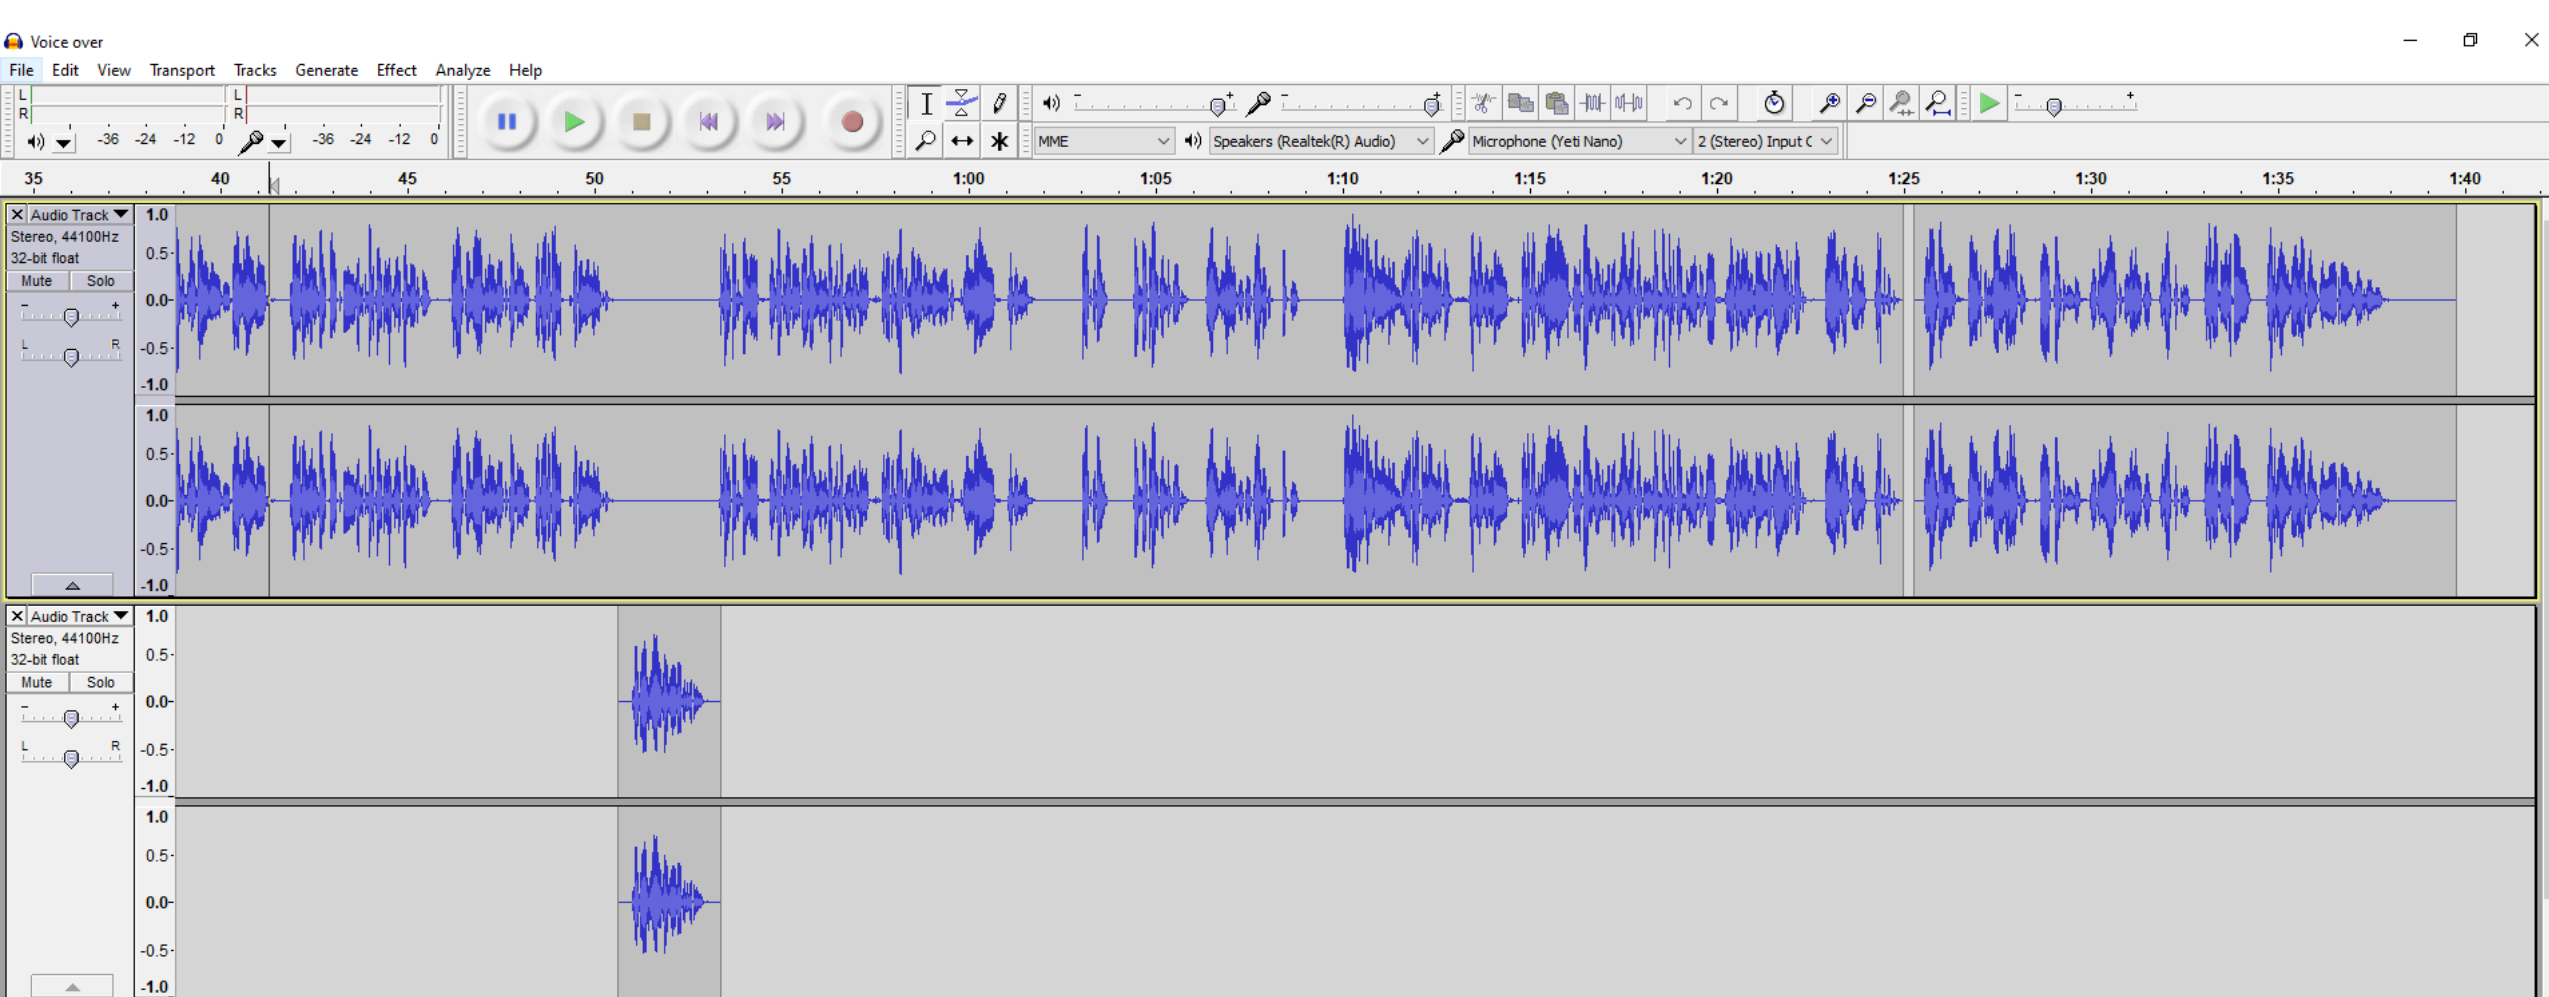 Voice over
File Edit View Transport Tracks Generate Effect Analyze Help
L L
R R
-36 -24 -12 0 -36 -24 -12 0
- + - + - +
MME Speakers (Realtek(R) Audio) Microphone (Yeti Nano) 2 (Stereo) Input C
35 40 45 50 55 1:00 1:05 1:10 1:15 1:20 1:25 1:30 1:35 1:40
X Audio Track 1.0
Stereo, 44100Hz
0.5
32-bit float
Mute Solo
- + 0.0
L R -0.5
-1.0
1.0
0.5
0.0
-0.5
-1.0
X Audio Track 1.0
Stereo, 44100Hz
0.5
32-bit float
Mute Solo
- + 0.0
L R -0.5
-1.0
1.0
0.5
0.0
-0.5
-1.0